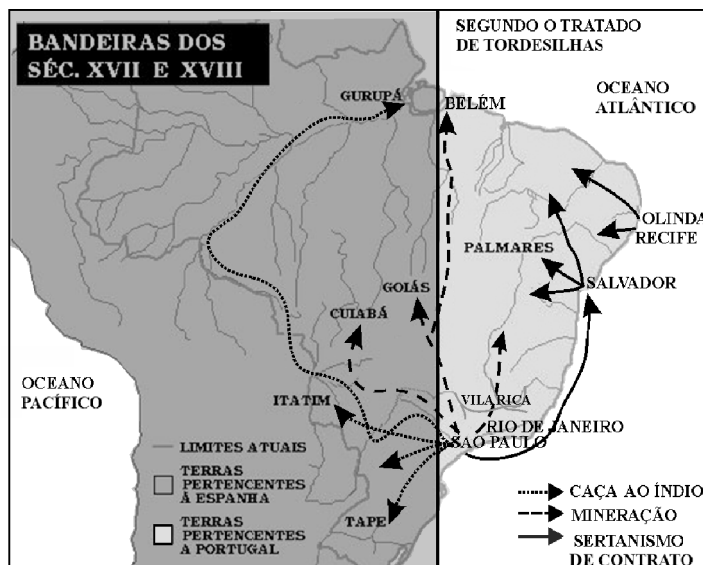 BANDEIRAS DOS
SÉC. XVII E XVIII
SEGUNDO O TRATADO
DE TORDESILHAS
OCEANO
ATLÂNTICO
GURUPÁ
BELÉM
OLINDA
RECIFE
PALMARES
SALVADOR
GOIÁS
CUIABÁ
OCEANO
PACÍFICO
ITATIM
VILA RICA
RIO DE JANEIRO
SÃO PAULO
TAPE
LIMITES ATUAIS
TERRAS
PERTENCENTES
À ESPANHA
TERRAS
PERTENCENTES
A PORTUGAL
CAÇA AO ÍNDIO
MINERAÇÃO
SERTANISMO
DE CONTRATO